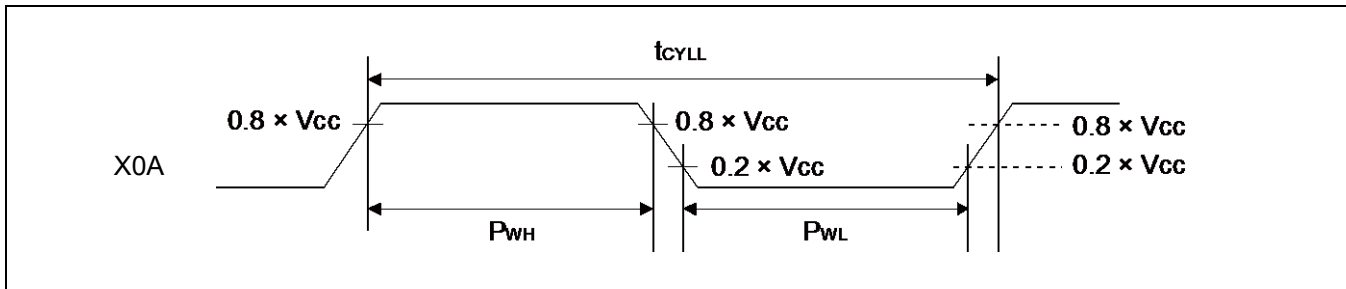 tCYLL
0.8 × Vcc
0.8 × Vcc
0.8 × Vcc
X0A
0.2 × Vcc
0.2 × Vcc
PWH
PWL